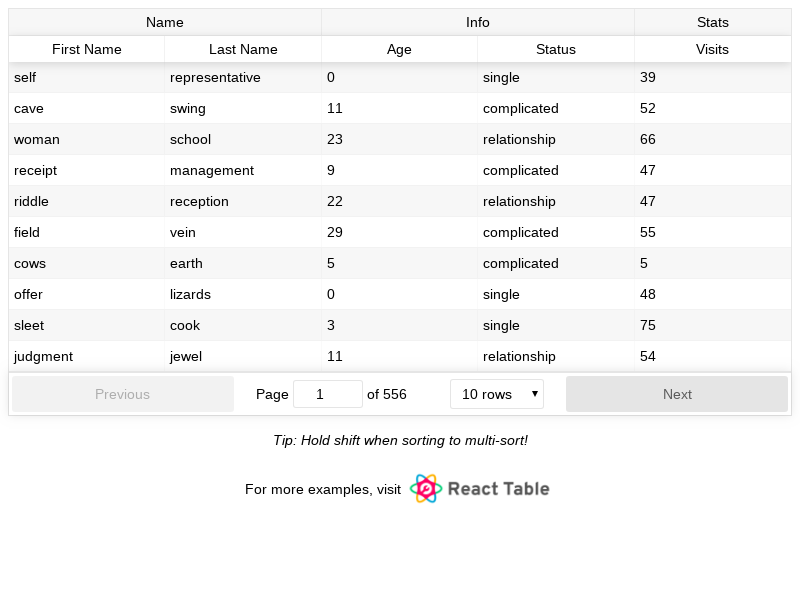 Name Info Stats
First Name Last Name Age Status Visits
self representative 0 single 39
cave swing 11 complicated 52
woman school 23 relationship 66
receipt management 9 complicated 47
riddle reception 22 relationship 47
field vein 29 complicated 55
cows earth 5 complicated 5
offer lizards 0 single 48
sleet cook 3 single 75
judgment jewel 11 relationship 54
Previous Page 1 of 556 10 rows Next
Tip: Hold shift when sorting to multi-sort!
For more examples, visit React Table